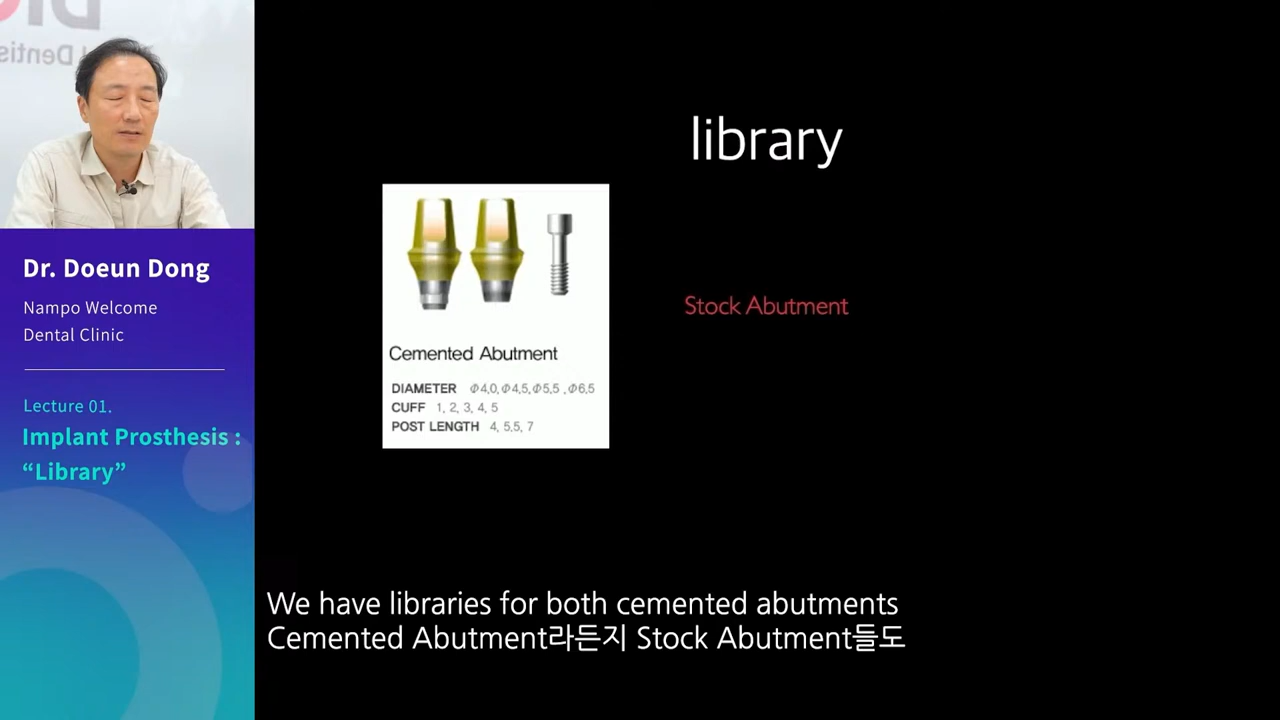 Dentis
Dr. Doeun Dong
Nampo Welcome
Dental Clinic
Lecture 01.
Implant Prosthesis :
“Library”
library
Cemented Abutment
DIAMETER Φ4,0, Φ4,5, Φ5,5 , Φ6,5
CUFF 1, 2, 3, 4, 5
POST LENGTH 4, 5,5, 7
Stock Abutment
We have libraries for both cemented abutments
Cemented Abutment라든지 Stock Abutment들도